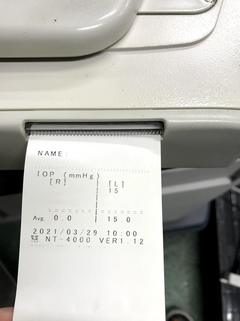 NAME:
IOP (mmHg)
[R] [L]
15
Avg. 0.0 15.0
2021/03/29 10:00
NT-4000 VER1.12